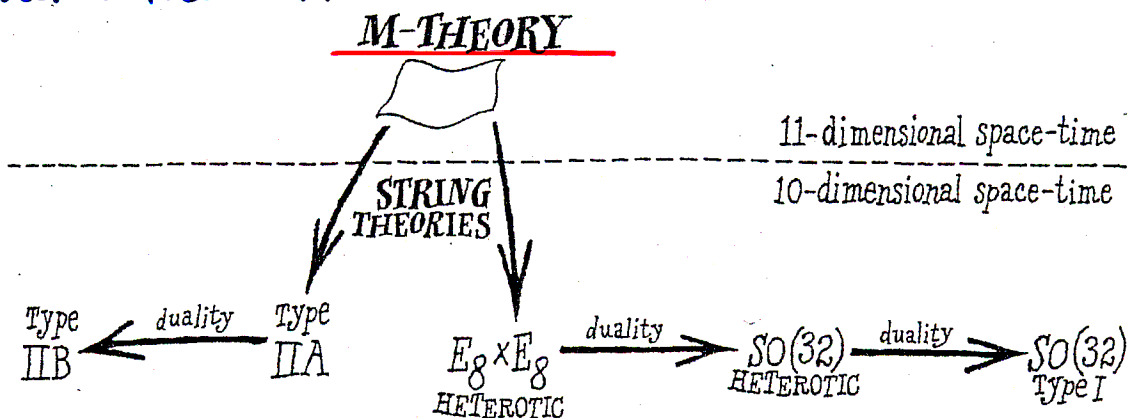 M-THEORY
11-dimensional space-time
10-dimensional space-time
STRING
THEORIES
Type
IIB
duality
Type
IIA
E₈×E₈
HETEROTIC
duality
SO(32)
HETEROTIC
duality
SO(32)
Type I